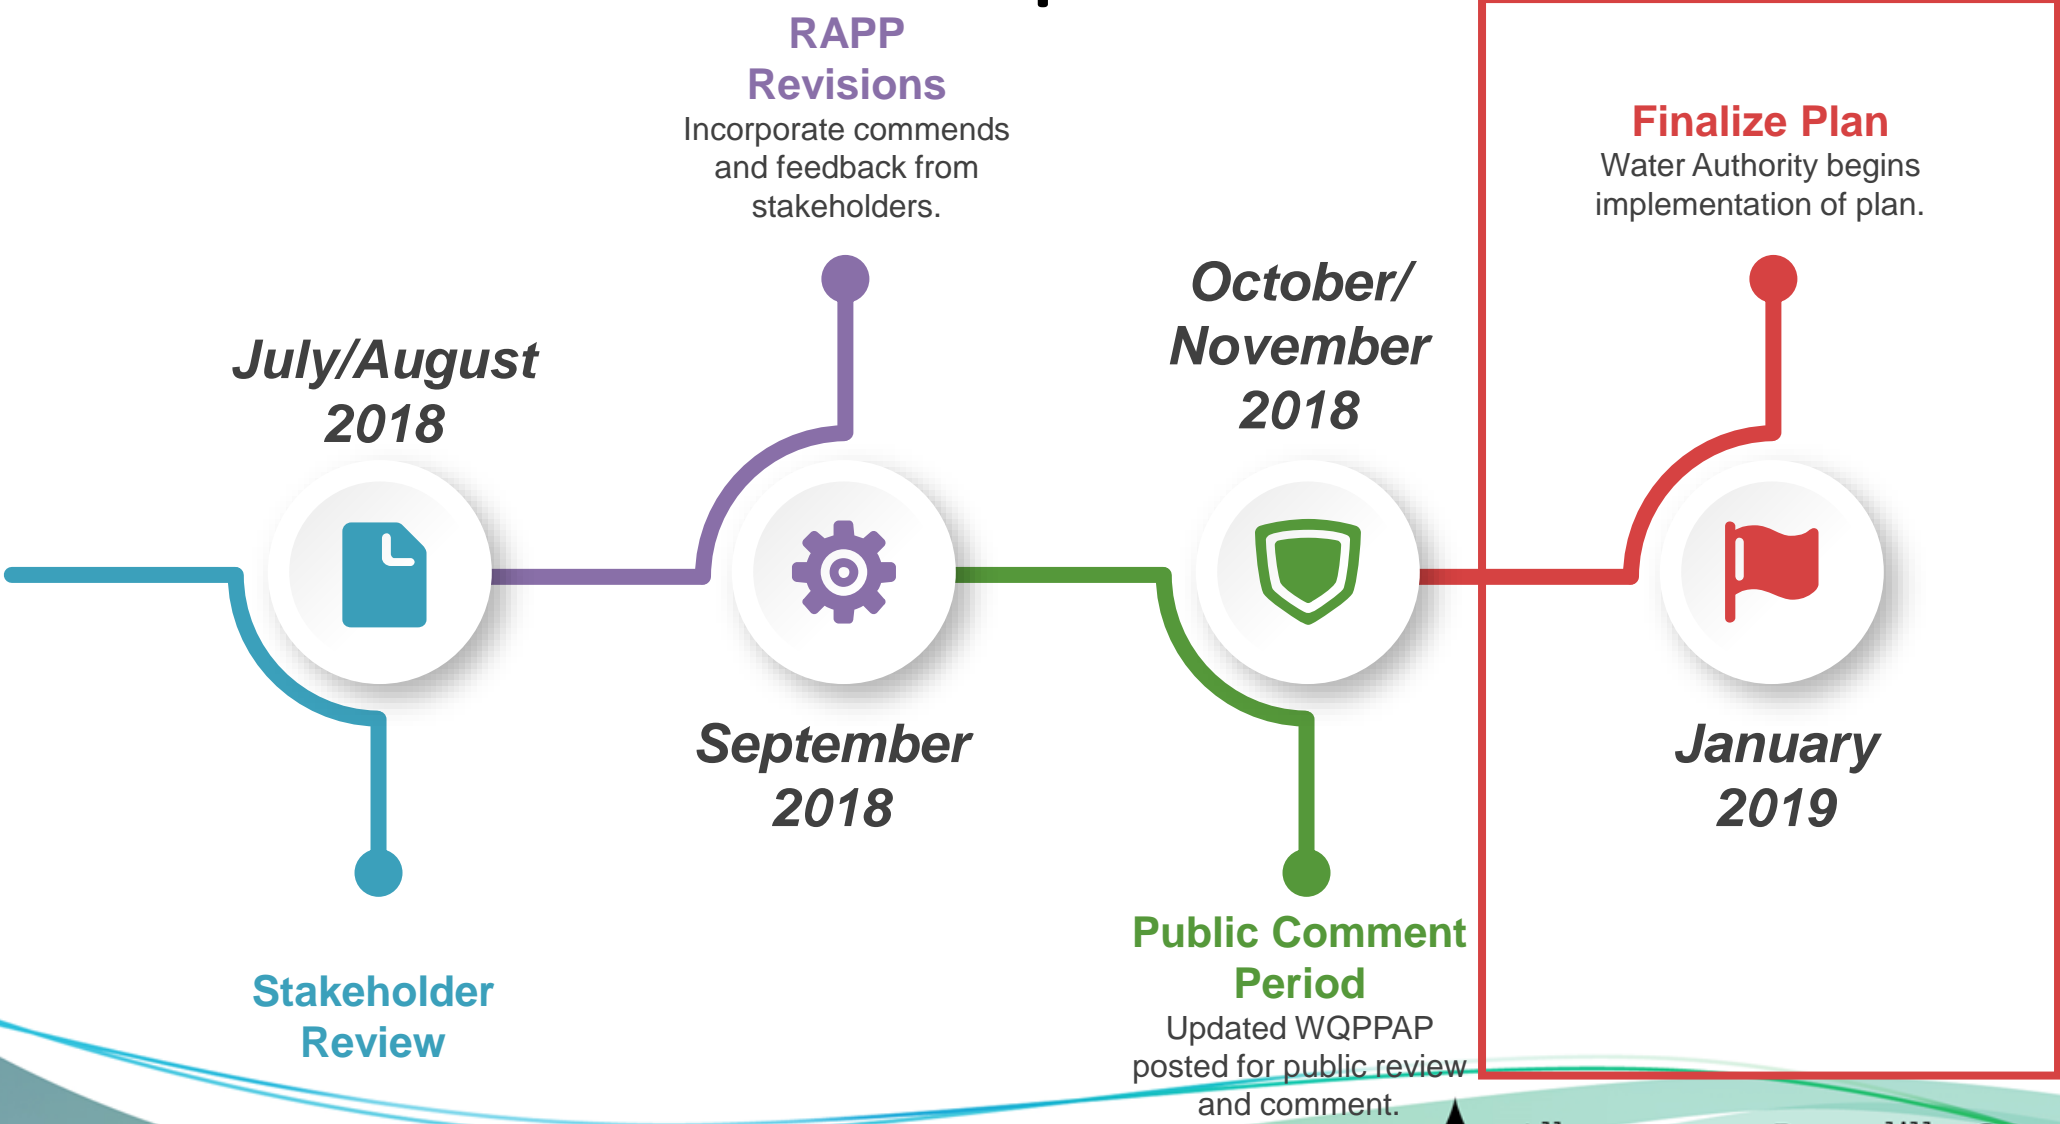 RAPP
Revisions
Incorporate commends
and feedback from
stakeholders.
Finalize Plan
Water Authority begins
implementation of plan.
July/August
2018
October/
November
2018
September
2018
January
2019
Stakeholder
Review
Public Comment
Period
Updated WQPPAP
posted for public review
and comment.